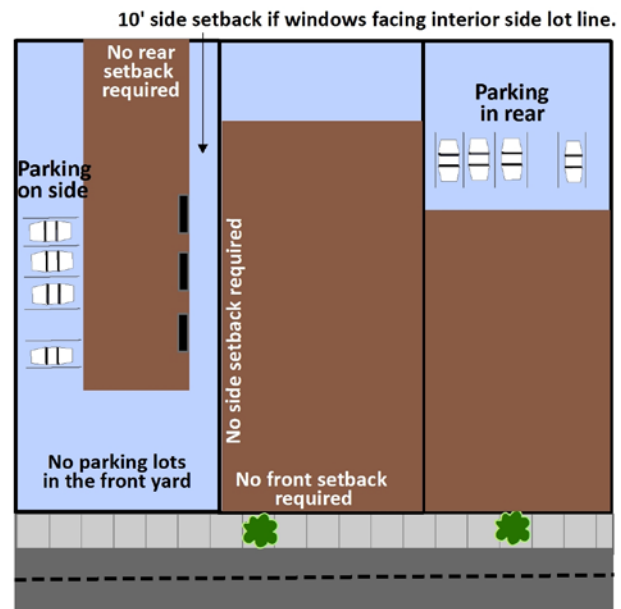 10' side setback if windows facing interior side lot line.
No rear
setback
required
Parking
on side
No parking lots
in the front yard
No side setback required
No front setback
required
Parking
in rear